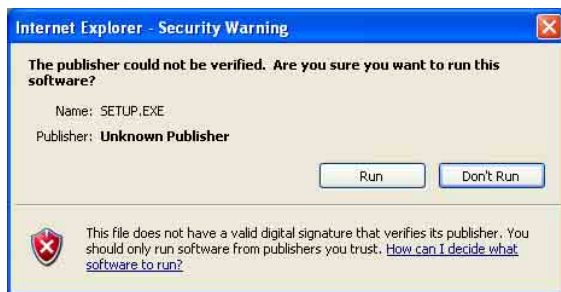 Internet Explorer - Security Warning
The publisher could not be verified. Are you sure you want to run this
software?
Name: SETUP.EXE
Publisher: Unknown Publisher
Run Don't Run
This file does not have a valid digital signature that verifies its publisher. You
should only run software from publishers you trust. How can I decide what
software to run?